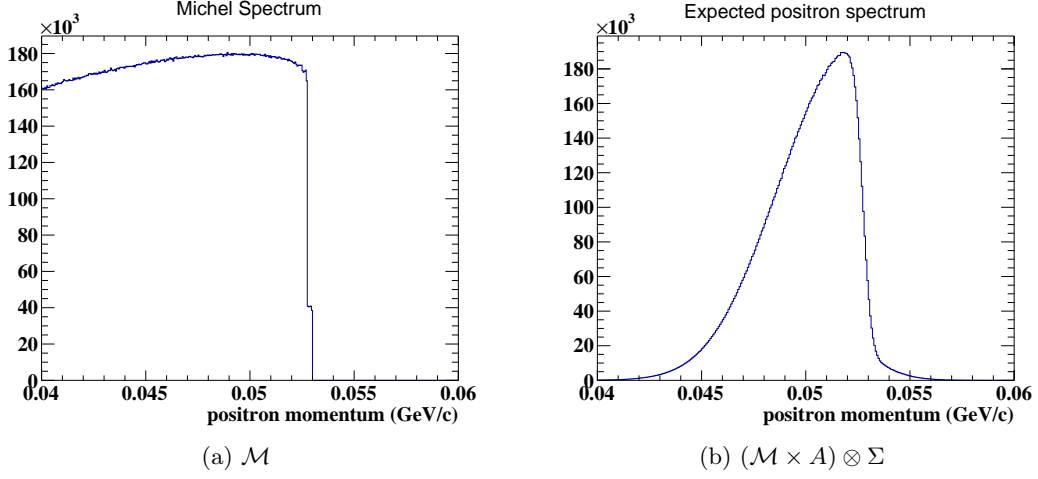 Michel Spectrum
×10³
180
160
140
120
100
80
60
40
20
0
0.04 0.045 0.05 0.055 0.06
positron momentum (GeV/c)
(a) ℳ
Expected positron spectrum
×10³
180
160
140
120
100
80
60
40
20
0
0.04 0.045 0.05 0.055 0.06
positron momentum (GeV/c)
(b) (ℳ × A) ⊗ Σ